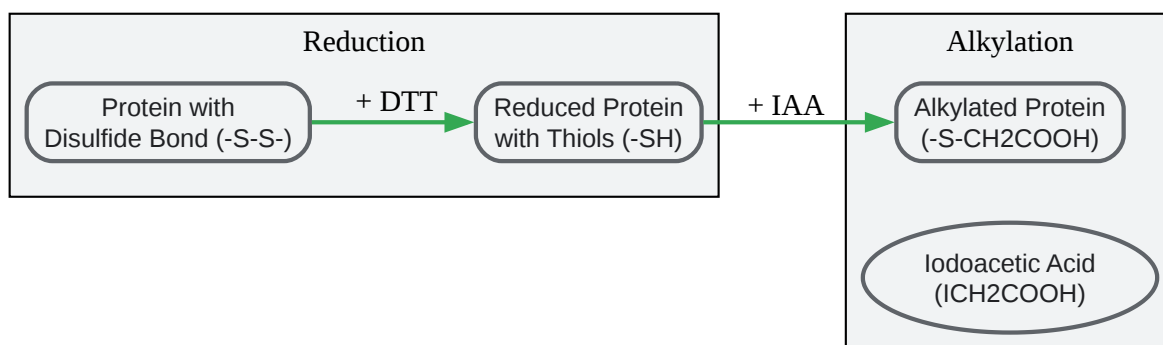 Reduction
Protein with
Disulfide Bond (-S-S-)
+ DTT
Reduced Protein
with Thiols (-SH)
+ IAA
Alkylation
Alkylated Protein
(-S-CH2COOH)
Iodoacetic Acid
(ICH2COOH)